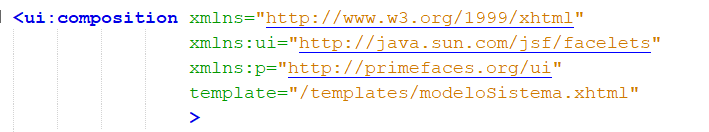 <ui:composition xmlns="http://www.w3.org/1999/xhtml"
xmlns:ui="http://java.sun.com/jsf/facelets"
xmlns:p="http://primefaces.org/ui"
template="/templates/modeloSistema.xhtml"
>